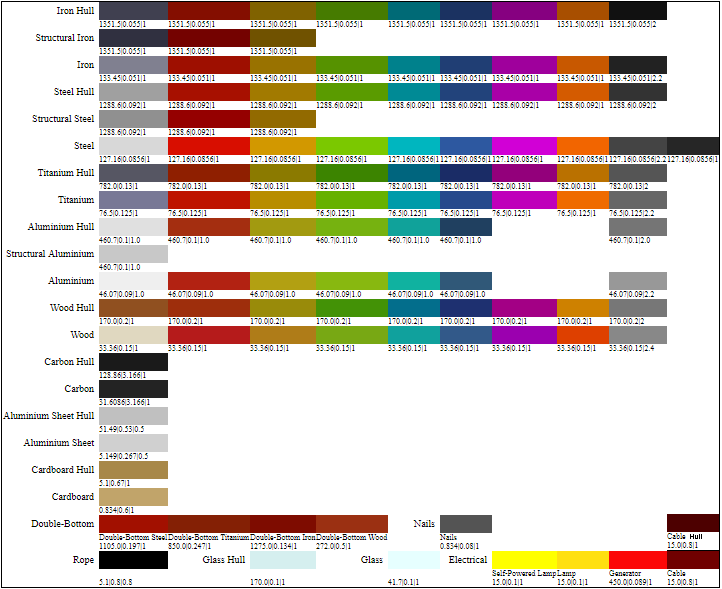 Iron Hull
1351.5|0.055|1 1351.5|0.055|1 1351.5|0.055|1 1351.5|0.055|1 1351.5|0.055|1 1351.5|0.055|1 1351.5|0.055|1 1351.5|0.055|1 1351.5|0.055|2
Structural Iron
1351.5|0.055|1 1351.5|0.055|1 1351.5|0.055|1
Iron
133.45|0.051|1 133.45|0.051|1 133.45|0.051|1 133.45|0.051|1 133.45|0.051|1 133.45|0.051|1 133.45|0.051|1 133.45|0.051|1 133.45|0.051|2.2
Steel Hull
1288.6|0.092|1 1288.6|0.092|1 1288.6|0.092|1 1288.6|0.092|1 1288.6|0.092|1 1288.6|0.092|1 1288.6|0.092|1 1288.6|0.092|1 1288.6|0.092|2
Structural Steel
1288.6|0.092|1 1288.6|0.092|1 1288.6|0.092|1
Steel
127.16|0.0856|1 127.16|0.0856|1 127.16|0.0856|1 127.16|0.0856|1 127.16|0.0856|1 127.16|0.0856|1 127.16|0.0856|1 127.16|0.0856|1 127.16|0.0856|2.2 127.16|0.0856|1
Titanium Hull
782.0|0.13|1 782.0|0.13|1 782.0|0.13|1 782.0|0.13|1 782.0|0.13|1 782.0|0.13|1 782.0|0.13|1 782.0|0.13|1 782.0|0.13|2
Titanium
76.5|0.125|1 76.5|0.125|1 76.5|0.125|1 76.5|0.125|1 76.5|0.125|1 76.5|0.125|1 76.5|0.125|1 76.5|0.125|1 76.5|0.125|2.2
Aluminium Hull
460.7|0.1|1.0 460.7|0.1|1.0 460.7|0.1|1.0 460.7|0.1|1.0 460.7|0.1|1.0 460.7|0.1|1.0 460.7|0.1|2.0
Structural Aluminium
460.7|0.1|1.0
Aluminium
46.07|0.09|1.0 46.07|0.09|1.0 46.07|0.09|1.0 46.07|0.09|1.0 46.07|0.09|1.0 46.07|0.09|1.0 46.07|0.09|2.2
Wood Hull
170.0|0.2|1 170.0|0.2|1 170.0|0.2|1 170.0|0.2|1 170.0|0.2|1 170.0|0.2|1 170.0|0.2|1 170.0|0.2|1 170.0|0.2|2
Wood
33.36|0.15|1 33.36|0.15|1 33.36|0.15|1 33.36|0.15|1 33.36|0.15|1 33.36|0.15|1 33.36|0.15|1 33.36|0.15|1 33.36|0.15|2.4
Carbon Hull
128.86|3.166|1
Carbon
31.6086|3.166|1
Aluminium Sheet Hull
51.49|0.53|0.5
Aluminium Sheet
5.149|0.267|0.5
Cardboard Hull
5.1|0.67|1
Cardboard
0.834|0.6|1
Double-Bottom Nails
Double-Bottom Steel Double-Bottom Titanium Double-Bottom Iron Double-Bottom Wood Nails Cable Hull
1105.0|0.197|1 850.0|0.247|1 1275.0|0.134|1 272.0|0.5|1 0.834|0.08|1 15.0|0.8|1
Rope Glass Hull Glass Electrical
Self-Powered Lamp Lamp Generator Cable
5.1|0.8|0.8 170.0|0.1|1 41.7|0.1|1 15.0|0.1|1 15.0|0.1|1 450.0|0.089|1 15.0|0.8|1